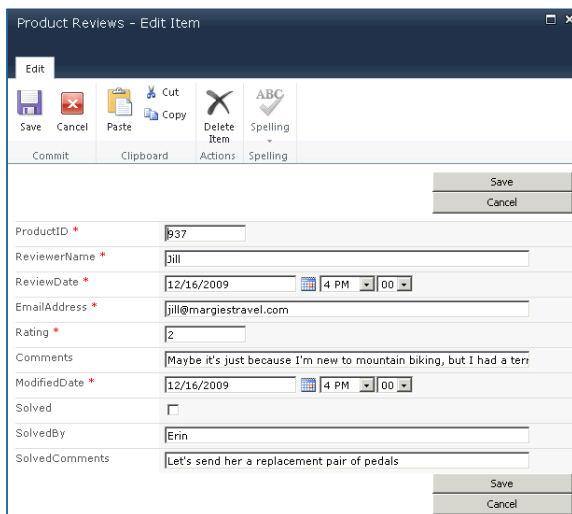 Product Reviews - Edit Item
Edit
Save
Cancel
Paste
Cut
Copy
Delete Item
ABC
Spelling
Commit
Clipboard
Actions
Spelling
Save
Cancel
ProductID * 937
ReviewerName * Jill
ReviewDate * 12/16/2009 4 PM 00
EmailAddress * jill@margiestravel.com
Rating * 2
Comments Maybe it's just because I'm new to mountain biking, but I had a terr
ModifiedDate * 12/16/2009 4 PM 00
Solved
SolvedBy Erin
SolvedComments Let's send her a replacement pair of pedals
Save
Cancel